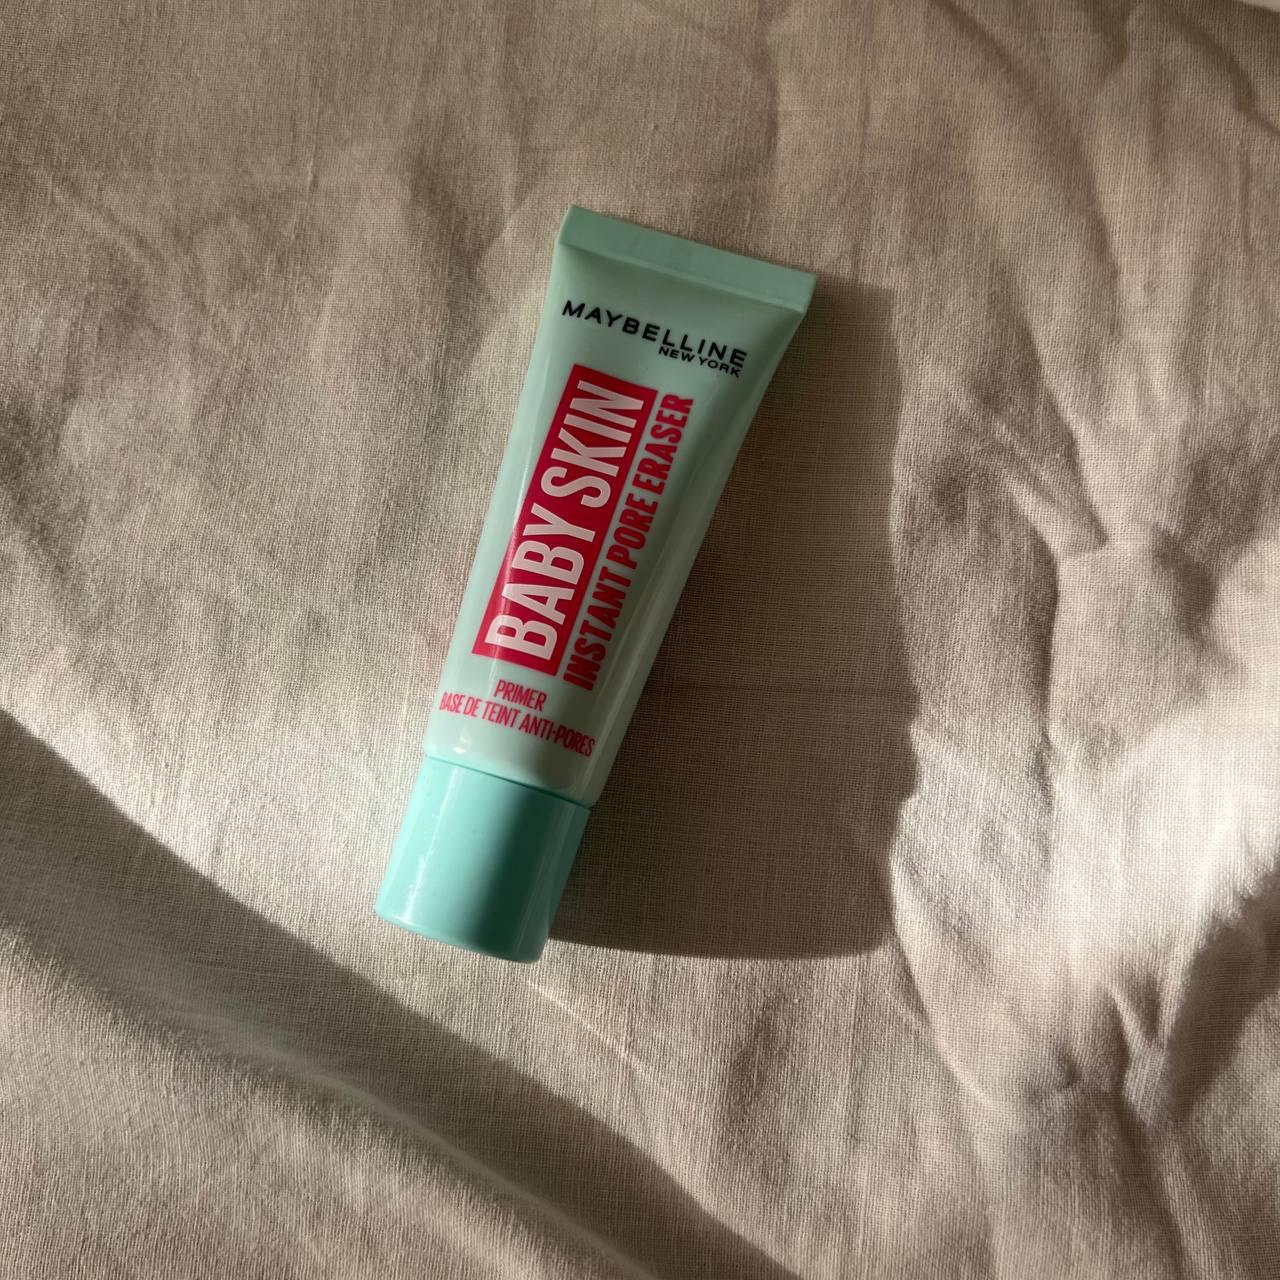 MAYBELLINE
NEW YORK
BABY SKIN
INSTANT PORE ERASER
PRIMER
BASE DE TEINT ANTI-PORES